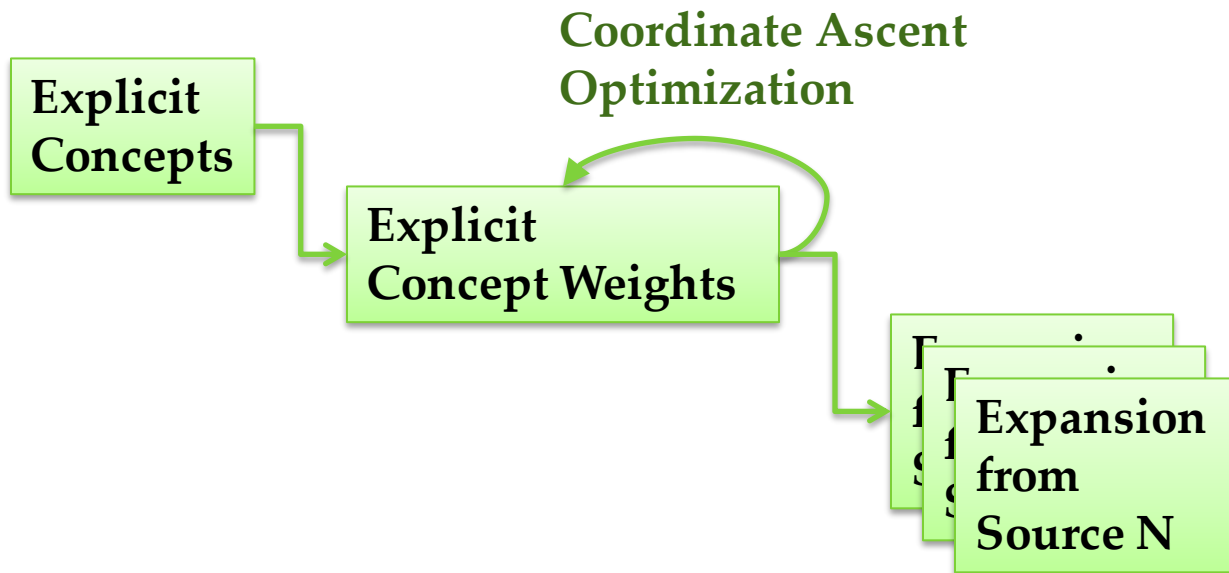 Coordinate Ascent
Optimization
Explicit
Concepts
Explicit
Concept Weights
Expansion
from
Source N